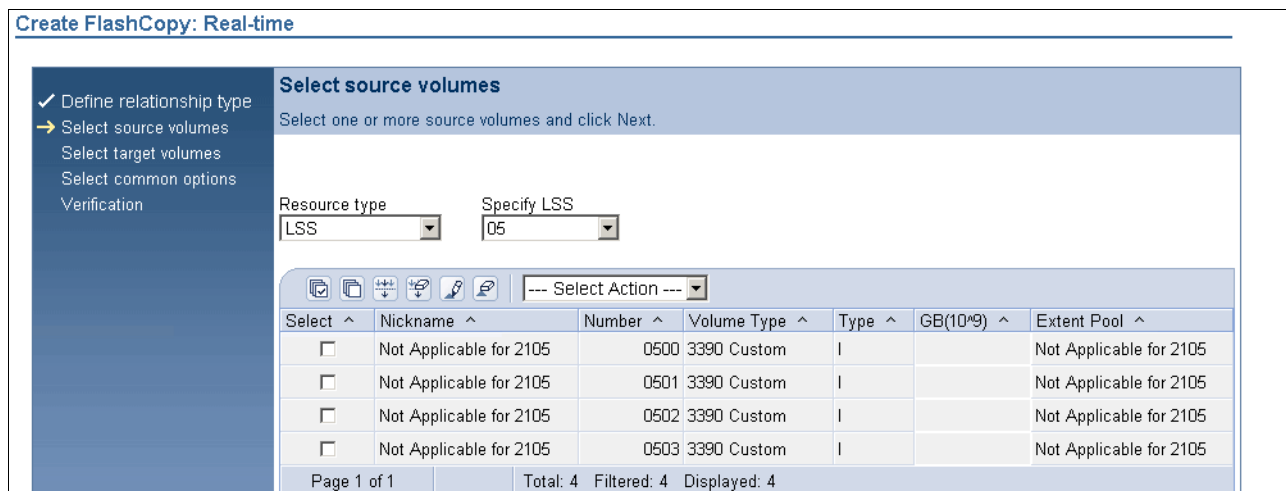 Create FlashCopy: Real-time
Define relationship type
Select source volumes
Select target volumes
Select common options
Verification
Select source volumes
Select one or more source volumes and click Next.
Resource type Specify LSS
LSS 05
--- Select Action ---
Select ^ Nickname ^ Number ^ Volume Type ^ Type ^ GB(10^9) ^ Extent Pool ^
Not Applicable for 2105 0500 3390 Custom I Not Applicable for 2105
Not Applicable for 2105 0501 3390 Custom I Not Applicable for 2105
Not Applicable for 2105 0502 3390 Custom I Not Applicable for 2105
Not Applicable for 2105 0503 3390 Custom I Not Applicable for 2105
Page 1 of 1 Total: 4 Filtered: 4 Displayed: 4